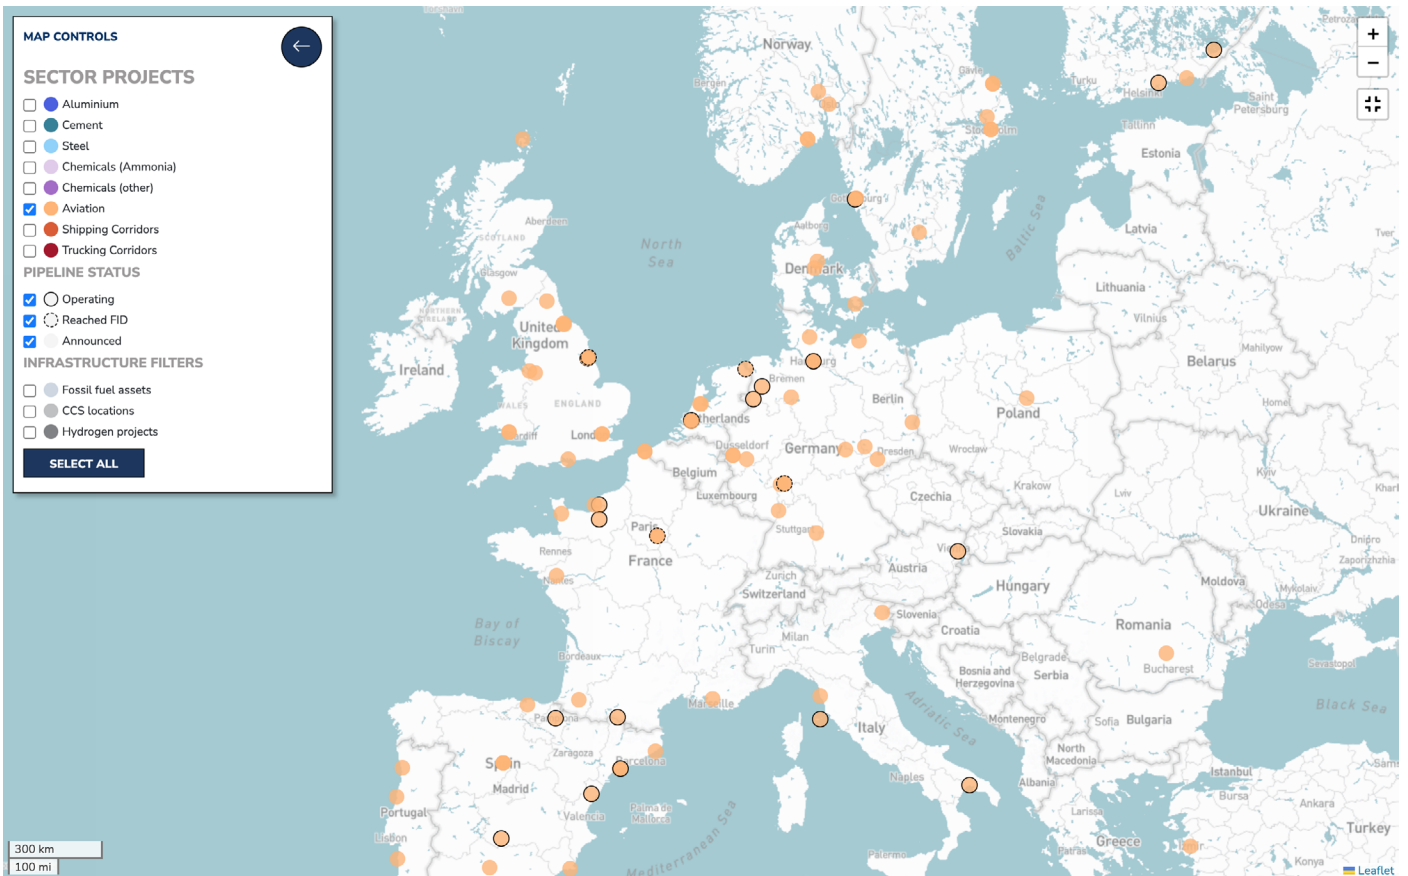 MAP CONTROLS
SECTOR PROJECTS
Aluminium
Cement
Steel
Chemicals (Ammonia)
Chemicals (other)
Aviation
Shipping Corridors
Trucking Corridors
PIPELINE STATUS
Operating
Reached FID
Announced
INFRASTRUCTURE FILTERS
Fossil fuel assets
CCS locations
Hydrogen projects
SELECT ALL
+
−
Norway
Bergen
Gävle
Turku
Helsinki
Saint
Petersburg
Tallinn
Estonia
Aberdeen
SCOTLAND
Glasgow
North
Sea
Aalborg
Denmark
Baltic Sea
Latvia
Tver
Lithuania
Vilnius
NORTHERN
IRELAND
United
Kingdom
Ireland
Belarus
Mahilyow
Bremen
WALES
ENGLAND
Berlin
Poland
Germany
Dusseldorf
Dresden
Wroclaw
Belgium
Luxembourg
Czechia
Krakow
Lviv
Kyiv
Ukraine
Paris
Rennes
France
Stuttgart
Slovakia
Dnipro
Zaporizhzhia
Nantes
Zurich
Switzerland
Austria
Hungary
Moldova
Mykolaiv
Odesa
Bay of
Biscay
Slovenia
Croatia
Milan
Turin
Romania
Bordeaux
Belgrade
Serbia
Bosnia and
Herzegovina
Bucharest
Sevastopol
Marseille
Adriatic Sea
Italy
Montenegro
Sofia
Bulgaria
Black Sea
Zaragoza
Barcelona
Spain
Madrid
North
Macedonia
Albania
Naples
Istanbul
Bursa
Ankara
Portugal
Valencia
Palma de
Mallorca
Larissa
Turkey
Lisbon
Mediterranean Sea
Palermo
Patras
Greece
Konya
300 km
100 mi
Leaflet